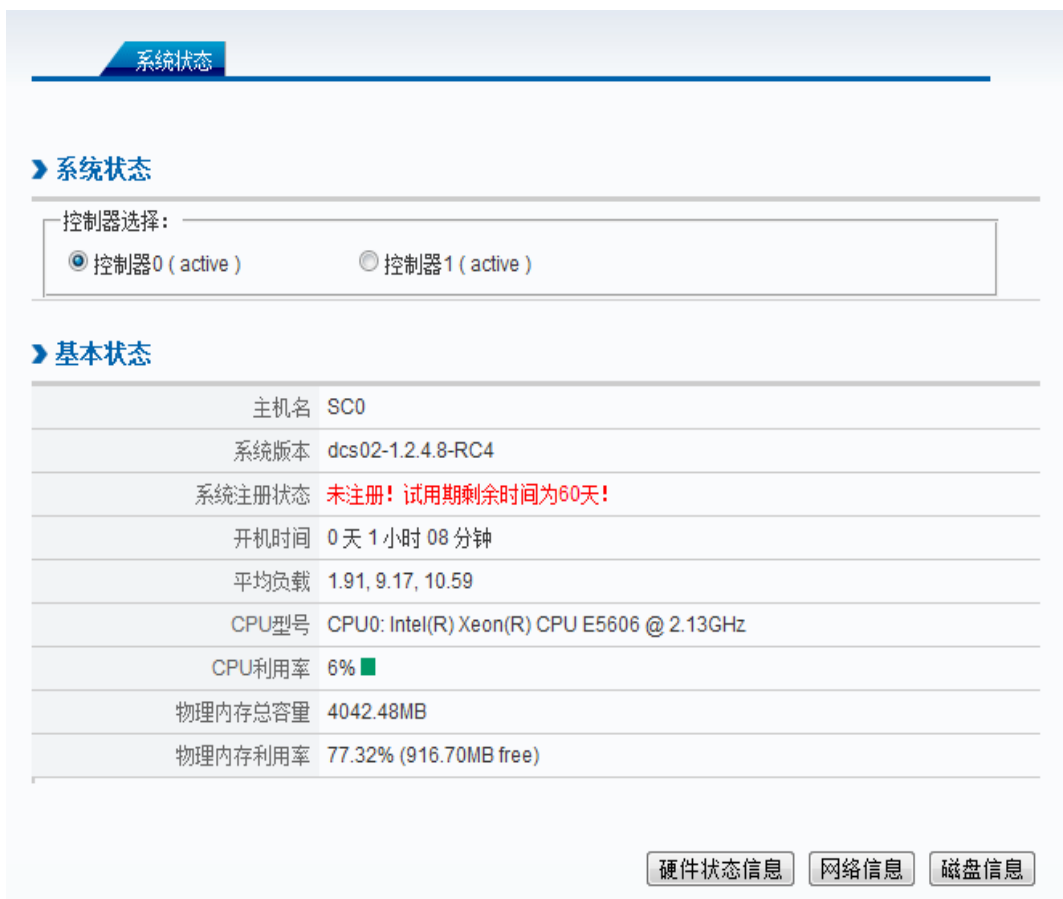 系统状态
系统状态
控制器选择：
控制器0 ( active )
控制器1 ( active )
基本状态
主机名 SC0
系统版本 dcs02-1.2.4.8-RC4
系统注册状态 未注册！试用期剩余时间为60天！
开机时间 0 天 1 小时 08 分钟
平均负载 1.91, 9.17, 10.59
CPU型号 CPU0: Intel(R) Xeon(R) CPU E5606 @ 2.13GHz
CPU利用率 6%
物理内存总容量 4042.48MB
物理内存利用率 77.32% (916.70MB free)
硬件状态信息 网络信息 磁盘信息